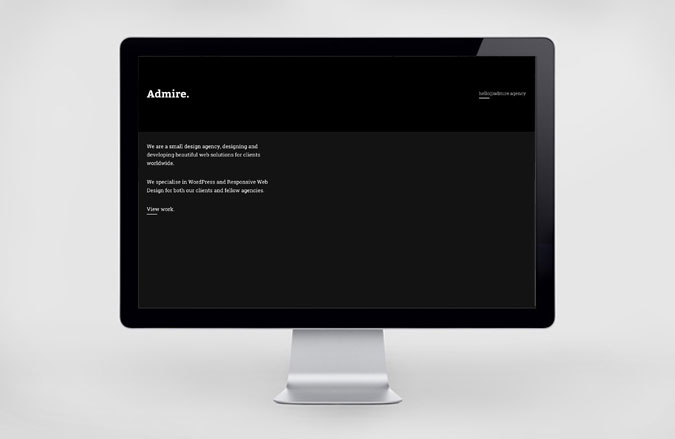 Admire.
hello@admire.agency
We are a small design agency, designing and
developing beautiful web solutions for clients
worldwide.
We specialise in WordPress and Responsive Web
Design for both our clients and fellow agencies.
View work.